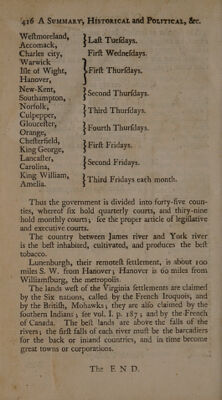 416 A SUMMARY, HISTORICAL and POLITICAL, &c.
Weſtmoreland, Accomack, } Laſt Tueſdays.
Charles city, Firſt Wedneſdays.
Warwick
Iſle of Wight, } Firſt Thurſdays.
Hanover,
New-Kent,
Southampton, } Second Thurſdays.
Norfolk,
Culpepper, } Third Thurſdays.
Glouceſter,
Orange, } Fourth Thurſdays.
Cheſterfield,
King George, } Firſt Fridays.
Lancaſter,
Carolina, } Second Fridays.
King William,
Amelia. } Third Fridays each month.
Thus the government is divided into forty-five coun-
ties, whereof ſix hold quarterly courts, and thirty-nine
hold monthly courts; ſee the proper article of legiſlative
and executive courts.
The country between James river and York river
is the beſt inhabited, cultivated, and produces the beſt
tobacco.
Lunenburgh, their remoteſt ſettlement, is about 100
miles S. W. from Hanover; Hanover is 60 miles from
Williamſburg, the metropolis.
The lands weſt of the Virginia ſettlements are claimed
by the Six nations, called by the French Iroquois, and
by the Britiſh, Mohawks; they are alſo claimed by the
ſouthern Indians; ſee vol. I. p. 187; and by the French
of Canada. The beſt lands are above the falls of the
rivers; the firſt falls of each river muſt be the barcadiers
for the back or inland countries, and in time become
great towns or corporations.
The END.